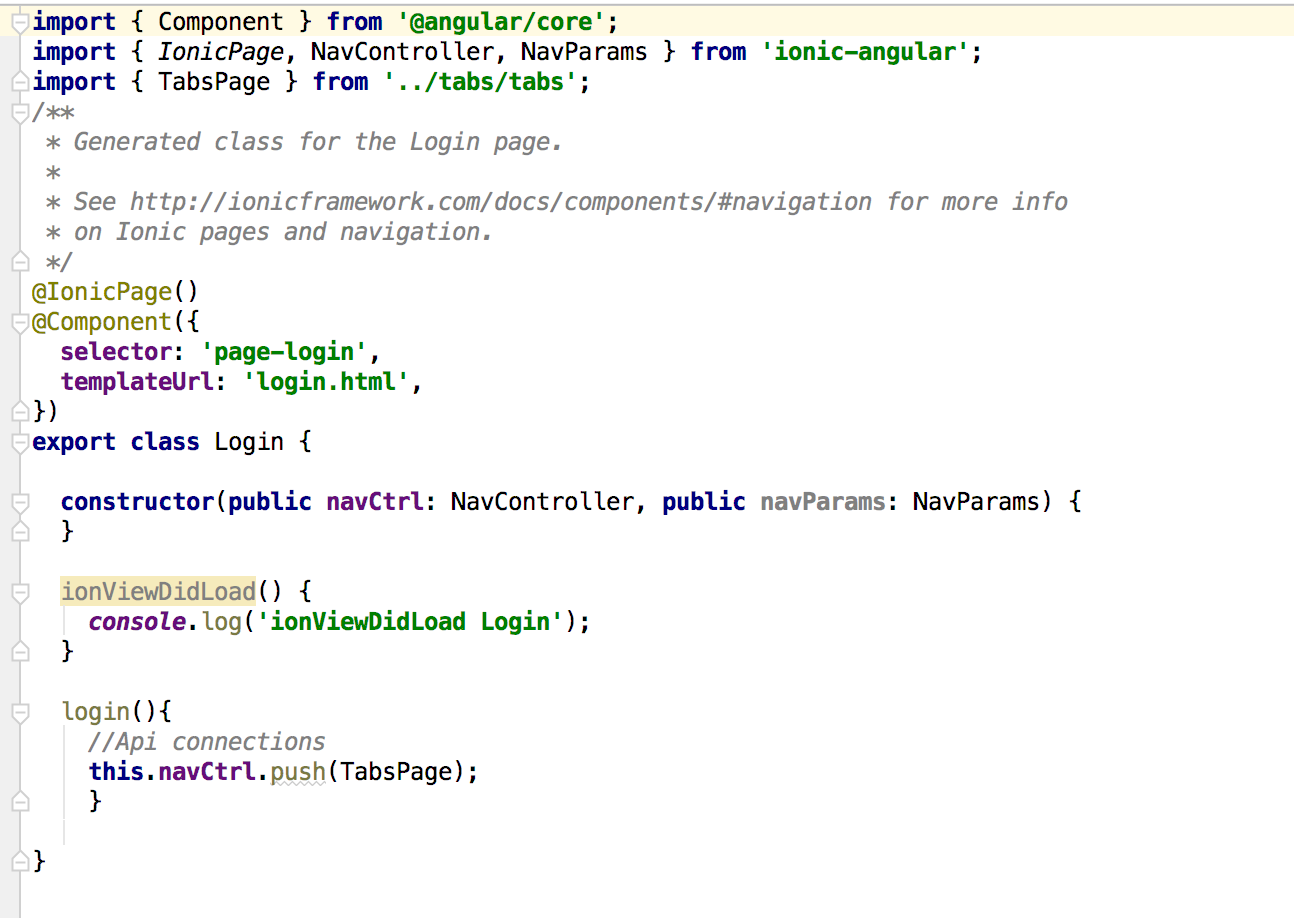 import { Component } from '@angular/core';
import { IonicPage, NavController, NavParams } from 'ionic-angular';
import { TabsPage } from '../tabs/tabs';
/**
 * Generated class for the Login page.
 *
 * See http://ionicframework.com/docs/components/#navigation for more info
 * on Ionic pages and navigation.
 */
@IonicPage()
@Component({
  selector: 'page-login',
  templateUrl: 'login.html',
})
export class Login {
  constructor(public navCtrl: NavController, public navParams: NavParams) {
  }
  ionViewDidLoad() {
    console.log('ionViewDidLoad Login');
  }
  login(){
    //Api connections
    this.navCtrl.push(TabsPage);
    }
}